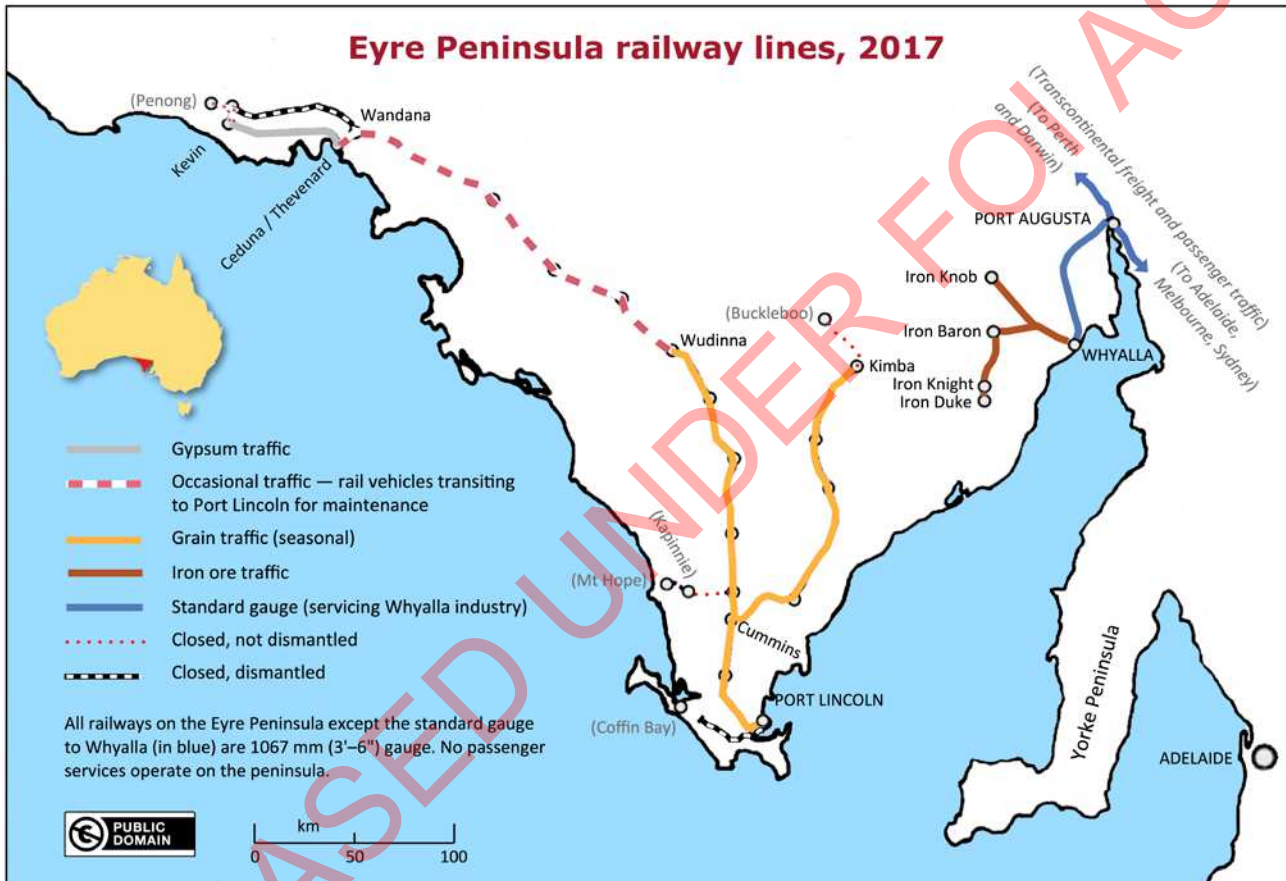 Eyre Peninsula railway lines, 2017
(Penong)
Wandana
Kevin
Ceduna / Thevenard
(Transcontinental freight and passenger traffic)
(To Perth
and Darwin)
PORT AUGUSTA
(To Adelaide,
Melbourne, Sydney)
Iron Knob
(Buckleboo)
Iron Baron
Wudinna
WHYALLA
Kimba
Iron Knight
Iron Duke
Gypsum traffic
Occasional traffic — rail vehicles transiting
to Port Lincoln for maintenance
Grain traffic (seasonal)
Iron ore traffic
Standard gauge (servicing Whyalla industry)
Closed, not dismantled
Closed, dismantled
(Kapinnie)
(Mt Hope)
Cummins
PORT LINCOLN
(Coffin Bay)
Yorke Peninsula
ADELAIDE
All railways on the Eyre Peninsula except the standard gauge
to Whyalla (in blue) are 1067 mm (3'–6") gauge. No passenger
services operate on the peninsula.
PUBLIC
DOMAIN
km
0 50 100
ASED UNDER FOI AC